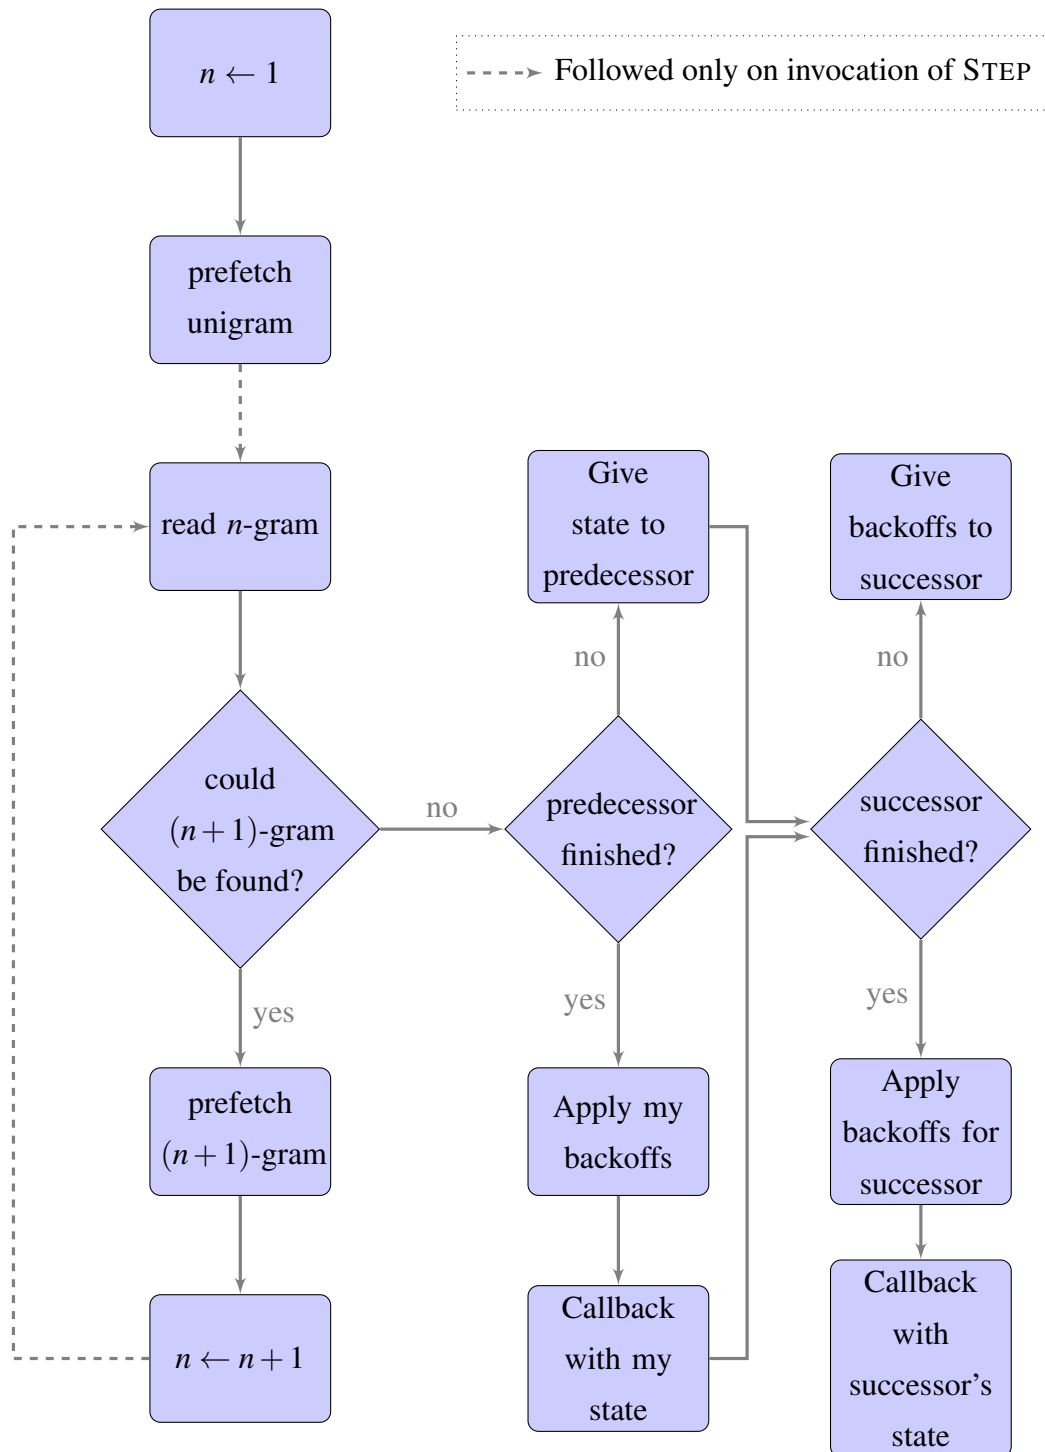 n ← 1
Followed only on invocation of STEP
prefetch
unigram
read n-gram
could
(n + 1)-gram
be found?
yes
prefetch
(n + 1)-gram
n ← n + 1
no
Give
state to
predecessor
no
predecessor
finished?
yes
Apply my
backoffs
Callback
with my
state
Give
backoffs to
successor
no
successor
finished?
yes
Apply
backoffs for
successor
Callback
with
successor's
state